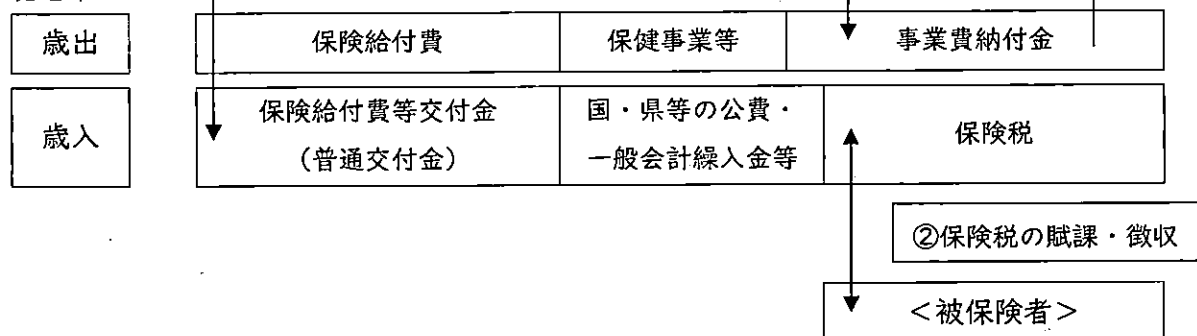 歳出
保険給付費
保健事業等
事業費納付金
歳入
保険給付費等交付金
(普通交付金)
国・県等の公費・
一般会計繰入金等
保険税
②保険税の賦課・徴収
<被保険者>